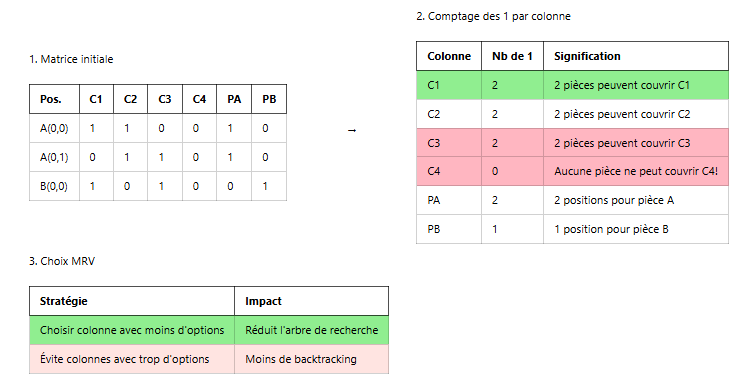 1. Matrice initiale
Pos. C1 C2 C3 C4 PA PB
A(0,0) 1 1 0 0 1 0
A(0,1) 0 1 1 0 1 0
B(0,0) 1 0 1 0 0 1
→
2. Comptage des 1 par colonne
Colonne Nb de 1 Signification
C1 2 2 pièces peuvent couvrir C1
C2 2 2 pièces peuvent couvrir C2
C3 2 2 pièces peuvent couvrir C3
C4 0 Aucune pièce ne peut couvrir C4!
PA 2 2 positions pour pièce A
PB 1 1 position pour pièce B
3. Choix MRV
Stratégie Impact
Choisir colonne avec moins d'options Réduit l'arbre de recherche
Évite colonnes avec trop d'options Moins de backtracking